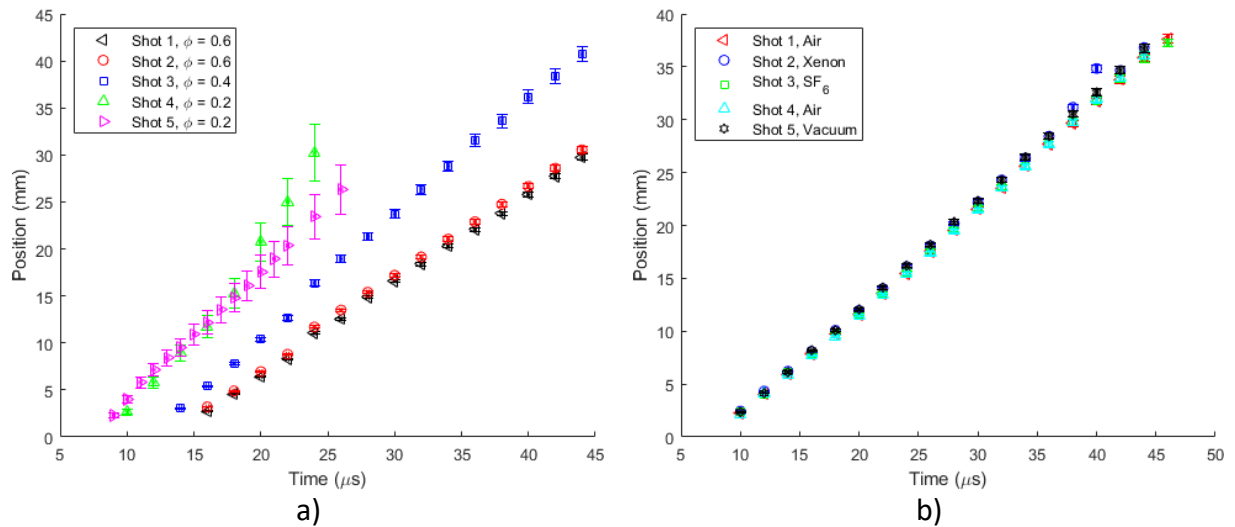 Shot 1, ϕ = 0.6
Shot 2, ϕ = 0.6
Shot 3, ϕ = 0.4
Shot 4, ϕ = 0.2
Shot 5, ϕ = 0.2
45
40
35
30
25
20
15
10
5
0
Position (mm)
5 10 15 20 25 30 35 40 45
Time (μs)
a)
Shot 1, Air
Shot 2, Xenon
Shot 3, SF₆
Shot 4, Air
Shot 5, Vacuum
40
35
30
25
20
15
10
5
0
Position (mm)
5 10 15 20 25 30 35 40 45 50
Time (μs)
b)